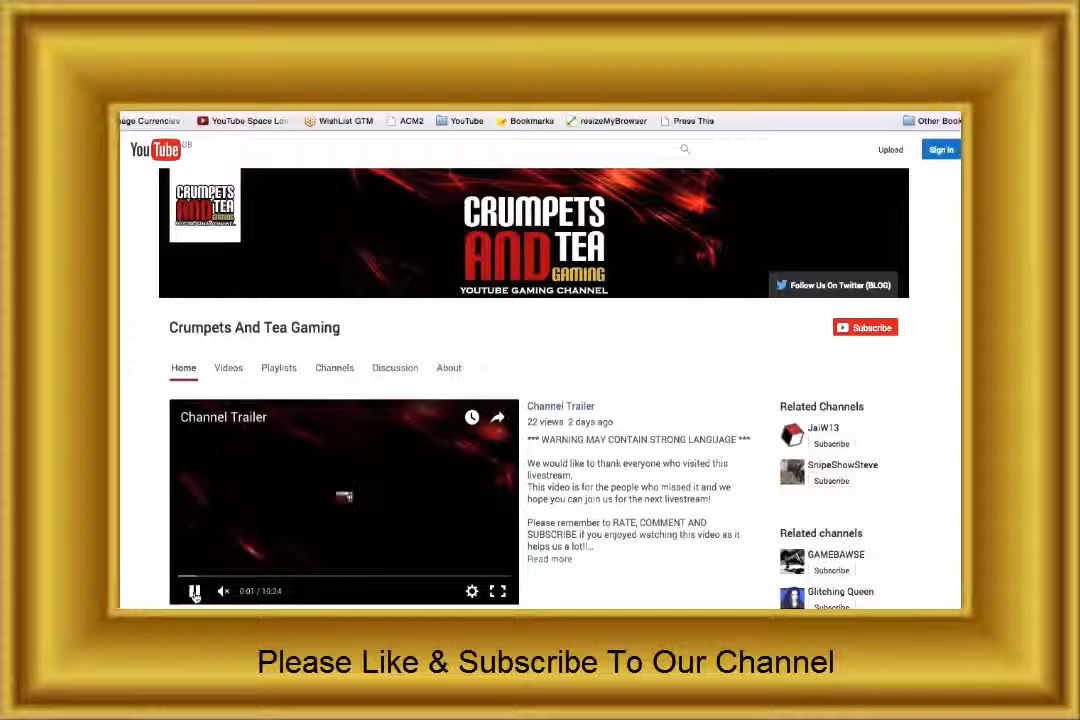 age Currencies
YouTube Space Lon
WishList GTM
ACM2
YouTube
Bookmarks
resizeMyBrowser
Press This
Other Book
YouTube GB
Upload
Sign in
CRUMPETS
AND TEA
GAMING
YOUTUBE GAMING CHANNEL
CRUMPETS
AND TEA
GAMING
YOUTUBE GAMING CHANNEL
Follow Us On Twitter (BLOG)
Crumpets And Tea Gaming
Subscribe
Home
Videos
Playlists
Channels
Discussion
About
Channel Trailer
0:01 / 10:24
Channel Trailer
22 views 2 days ago
*** WARNING MAY CONTAIN STRONG LANGUAGE ***
We would like to thank everyone who visited this
livestream,
This video is for the people who missed it and we
hope you can join us for the next livestream!
Please remember to RATE, COMMENT AND
SUBSCRIBE if you enjoyed watching this video as it
helps us a lot!!...
Read more
Related Channels
JaiW13
Subscribe
SnipeShowSteve
Subscribe
Related channels
GAMEBAWSE
Subscribe
Glitching Queen
Subscribe
Please Like & Subscribe To Our Channel